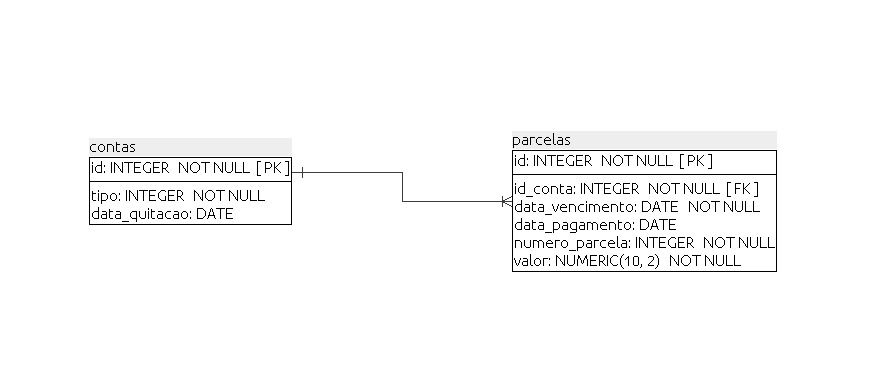 contas
id: INTEGER NOT NULL [ PK ]
tipo: INTEGER NOT NULL
data_quitacao: DATE
parcelas
id: INTEGER NOT NULL [ PK ]
id_conta: INTEGER NOT NULL [ FK ]
data_vencimento: DATE NOT NULL
data_pagamento: DATE
numero_parcela: INTEGER NOT NULL
valor: NUMERIC(10, 2) NOT NULL